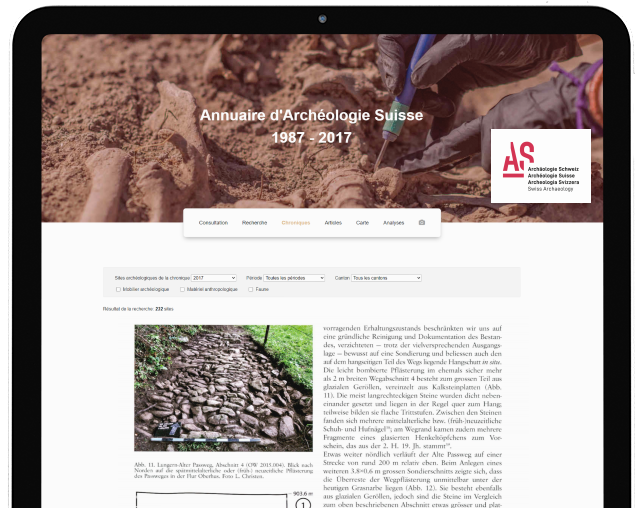 Annuaire d'Archéologie Suisse
1987 - 2017
AS
Archäologie Schweiz
Archéologie Suisse
Archeologia Svizzera
Swiss Archaeology
Consultation Recherche Chroniques Articles Carte Analyses
Sites archéologiques de la chronique 2017 Période Toutes les périodes Canton Tous les cantons
Mobilier archéologique Matériel anthropologique Faune
Résultat de la recherche: 232 sites
Abb. 11. Lungern-Alter Passweg, Abschnitt 4 (OW 2015.004). Blick nach
Norden auf die spätmittelalterliche oder (früh-) neuzeitliche Pflästerung
des Passweges in der Flur Oberbus. Foto L. Christen.
903.6 m
1
vorragenden Erhaltungszustands beschränkten wir uns auf
eine gründliche Reinigung und Dokumentation des Bestan-
des, verzichteten – trotz der vielversprechenden Ausgangs-
lage – bewusst auf eine Sondierung und beliessen auch den
auf dem hangseitigen Teil des Wegs liegende Hangschutt in situ.
Die leicht bombierte Pflästerung im ehemals sicher mehr
als 2 m breiten Wegabschnitt 4 besteht zum grossen Teil aus
glazialen Geröllen, vereinzelt aus Kalksteinplatten (Abb.
11). Die meist langrechteckigen Steine wurden dicht neben-
einander gesetzt und liegen in der Regel quer zum Hang;
teilweise bilden sie flache Trittstufen. Zwischen den Steinen
fanden sich mehrere mittelalterliche bzw. (früh-)neuzeitliche
Schuh- und Hufnägel; am Wegrand kamen zudem mehrere
Fragmente eines glasierten Henkeltöpfchens zum Vor-
schein, das aus der 2. H. 19. Jh. stammt
Etwas weiter nördlich verläuft der Alte Passweg auf einer
Strecke von rund 200 m relativ eben. Beim Anlegen eines
weiteren 3.8×0.6 m grossen Sondierschnitts zeigte sich, dass
die Überreste der Wegpflästerung unmittelbar unter der
heutigen Grasnarbe liegen (Abb. 12). Sie besteht ebenfalls
aus glazialen Geröllen, jedoch sind die Steine im Vergleich
zum oben beschriebenen Abschnitt etwas grösser und plat-